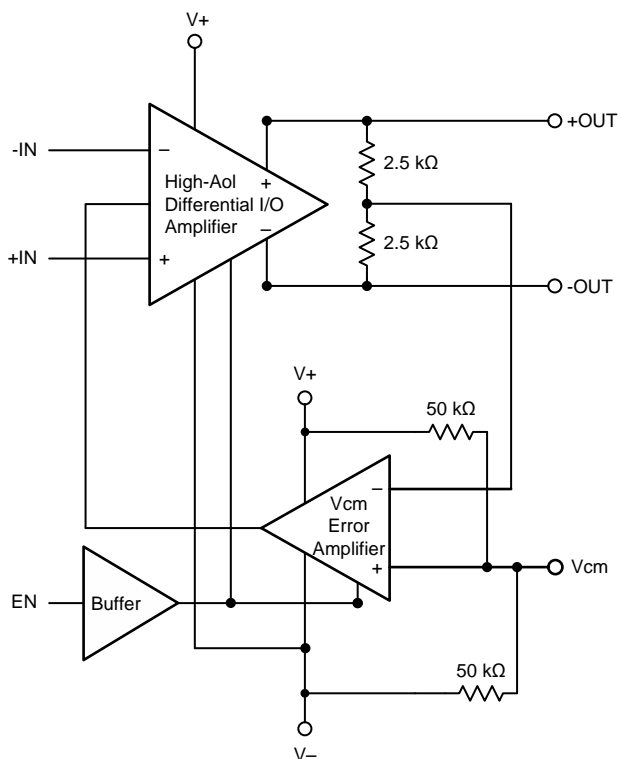 V+
-IN
−
High-Aol
Differential I/O
Amplifier
+
−
+IN
+
+OUT
2.5 kΩ
2.5 kΩ
-OUT
V+
50 kΩ
−
Vcm
Error
Amplifier
+
Vcm
EN
Buffer
50 kΩ
V−